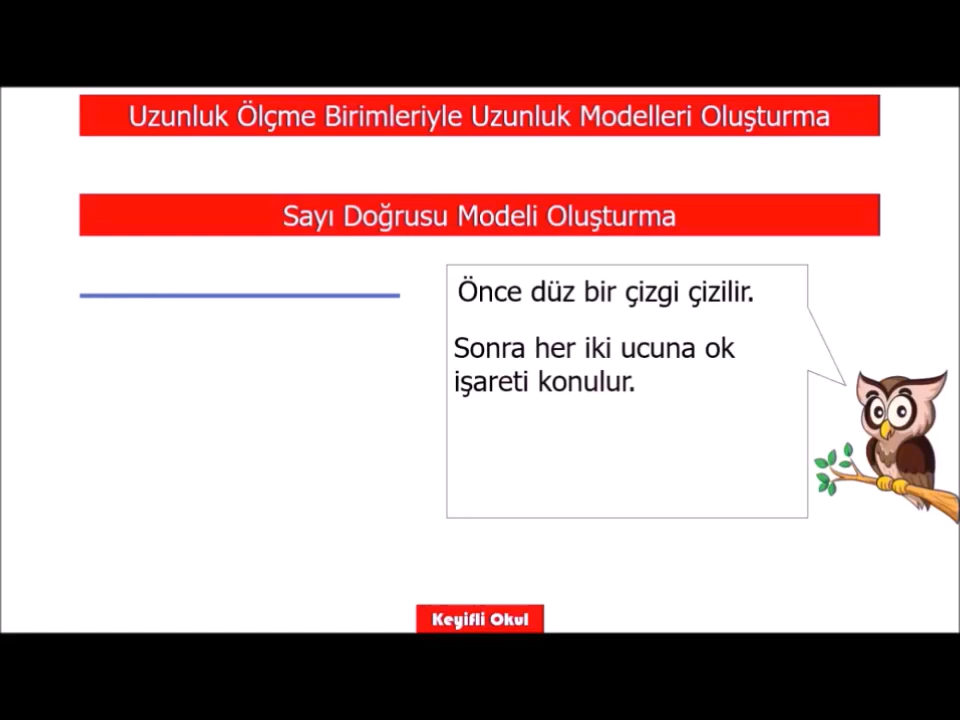 Uzunluk Ölçme Birimleriyle Uzunluk Modelleri Oluşturma
Sayı Doğrusu Modeli Oluşturma
Önce düz bir çizgi çizilir.
Sonra her iki ucuna ok
işareti konulur.
Keyifli Okul